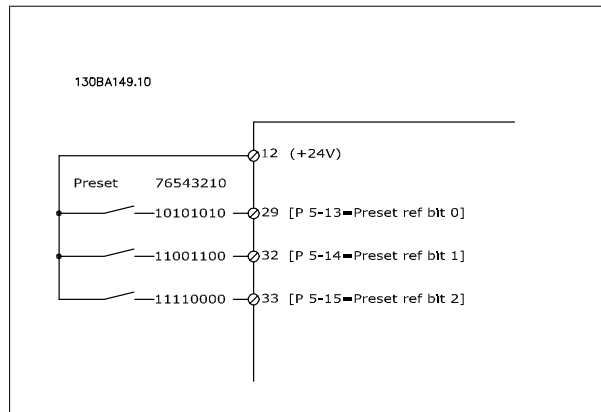 130BA149.10
12 (+24V)
Preset 76543210
10101010 29 [P 5-13=Preset ref bit 0]
11001100 32 [P 5-14=Preset ref bit 1]
11110000 33 [P 5-15=Preset ref bit 2]